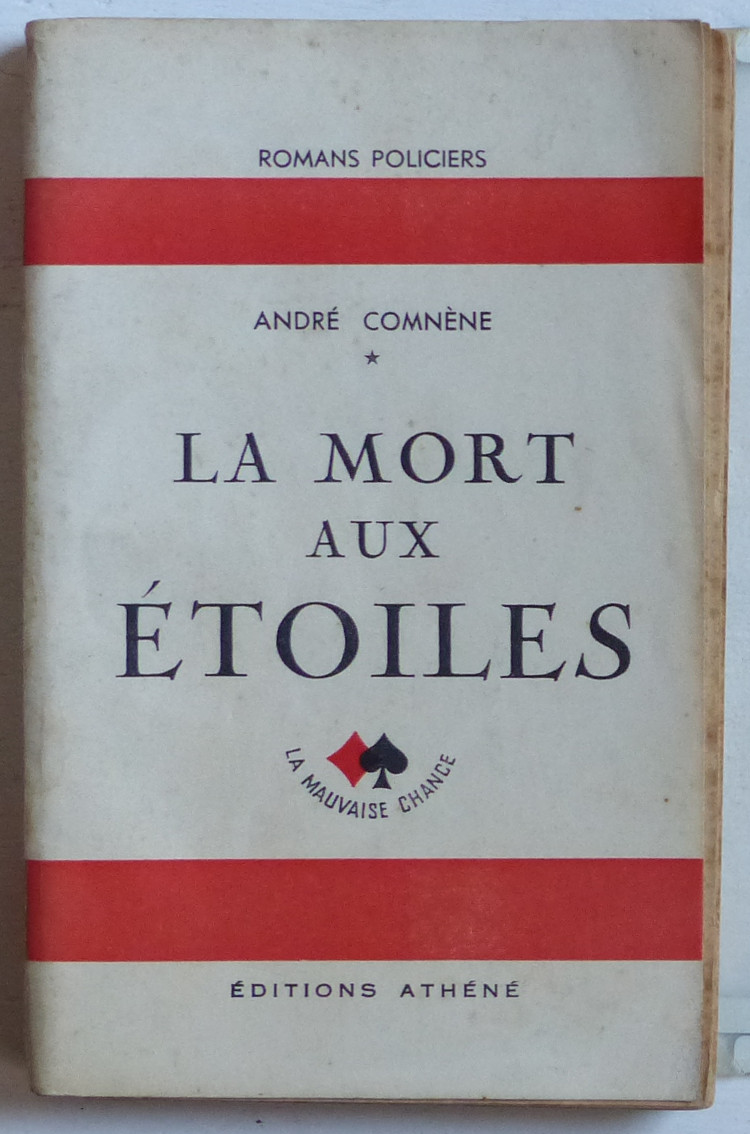 ROMANS POLICIERS
ANDRÉ COMNÈNE
LA MORT
AUX
ÉTOILES
LA MAUVAISE CHANCE
ÉDITIONS ATHÉNÉ